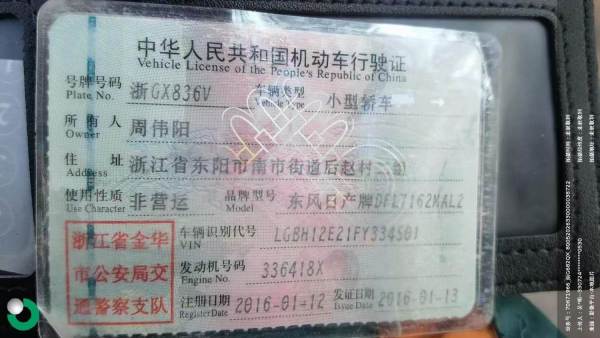 中华人民共和国机动车行驶证
Vehicle License of the People's Republic of China
号牌号码 浙GX836V 车辆类型 小型轿车
Plate No. Vehicle Type
所有人 周伟阳
Owner
住址 浙江省东阳市南市街道后赵村
Address
使用性质 非营运 品牌型号 东风日产牌DFL7162MAL2
Use Character Model
浙江省金华
市公安局交
通警察支队
车辆识别代号 LGBH12E21FY334501
VIN
发动机号码 336418X
Engine No.
注册日期 2016-01-12 发证日期 2016-01-13
Register Date Issue Date